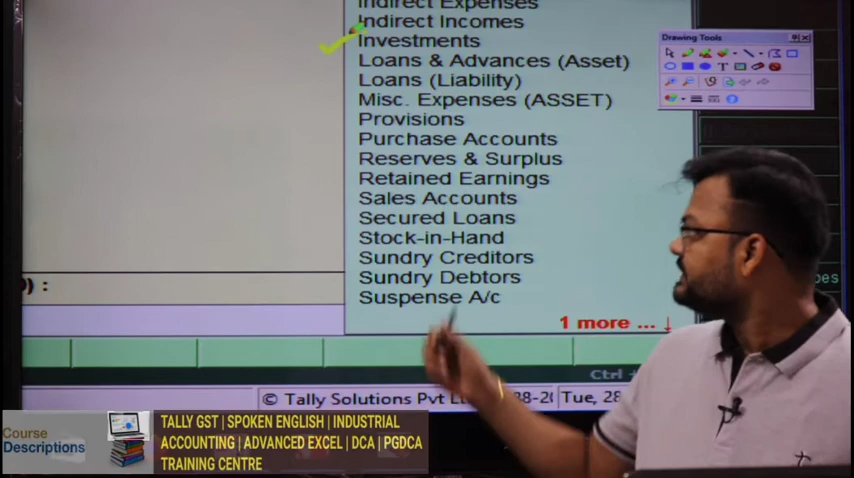 Indirect Expenses
Indirect Incomes
Investments
Loans & Advances (Asset)
Loans (Liability)
Misc. Expenses (ASSET)
Provisions
Purchase Accounts
Reserves & Surplus
Retained Earnings
Sales Accounts
Secured Loans
Stock-in-Hand
Sundry Creditors
Sundry Debtors
Suspense A/c
1 more ... ↓
Drawing Tools
) :
Ctrl +
© Tally Solutions Pvt
Tue, 28
Course
Descriptions
TALLY GST | SPOKEN ENGLISH | INDUSTRIAL
ACCOUNTING | ADVANCED EXCEL | DCA | PGDCA
TRAINING CENTRE